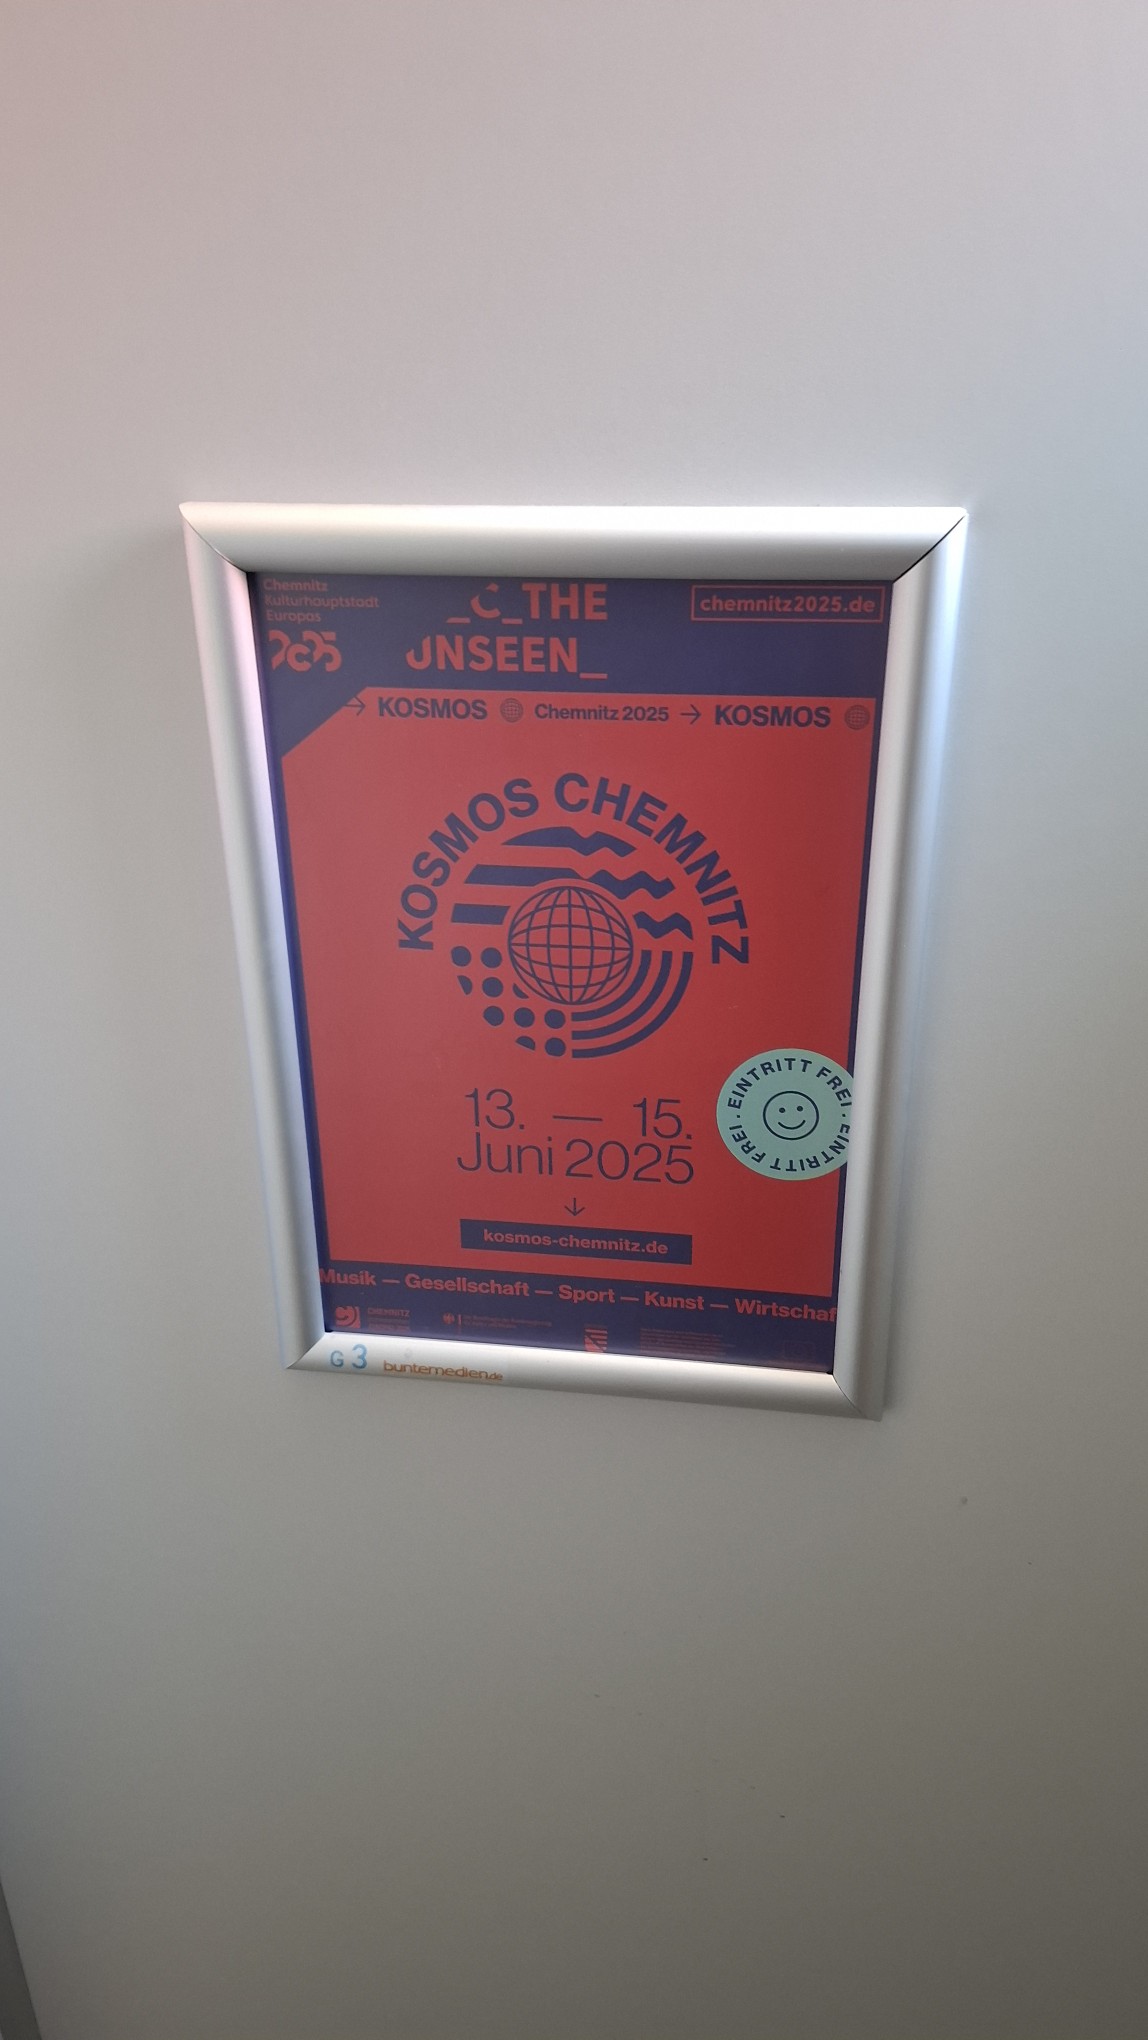 Chemnitz
Kulturhauptstadt
Europas
2025
_C_THE
UNSEEN_
chemnitz2025.de
→ KOSMOS Chemnitz 2025 → KOSMOS
KOSMOS CHEMNITZ
13. — 15.
Juni 2025
EINTRITT FREI · EINTRITT FREI ·
↓
kosmos-chemnitz.de
Musik — Gesellschaft — Sport — Kunst — Wirtschaf
CHEMNITZ
G 3 buntemedien.de